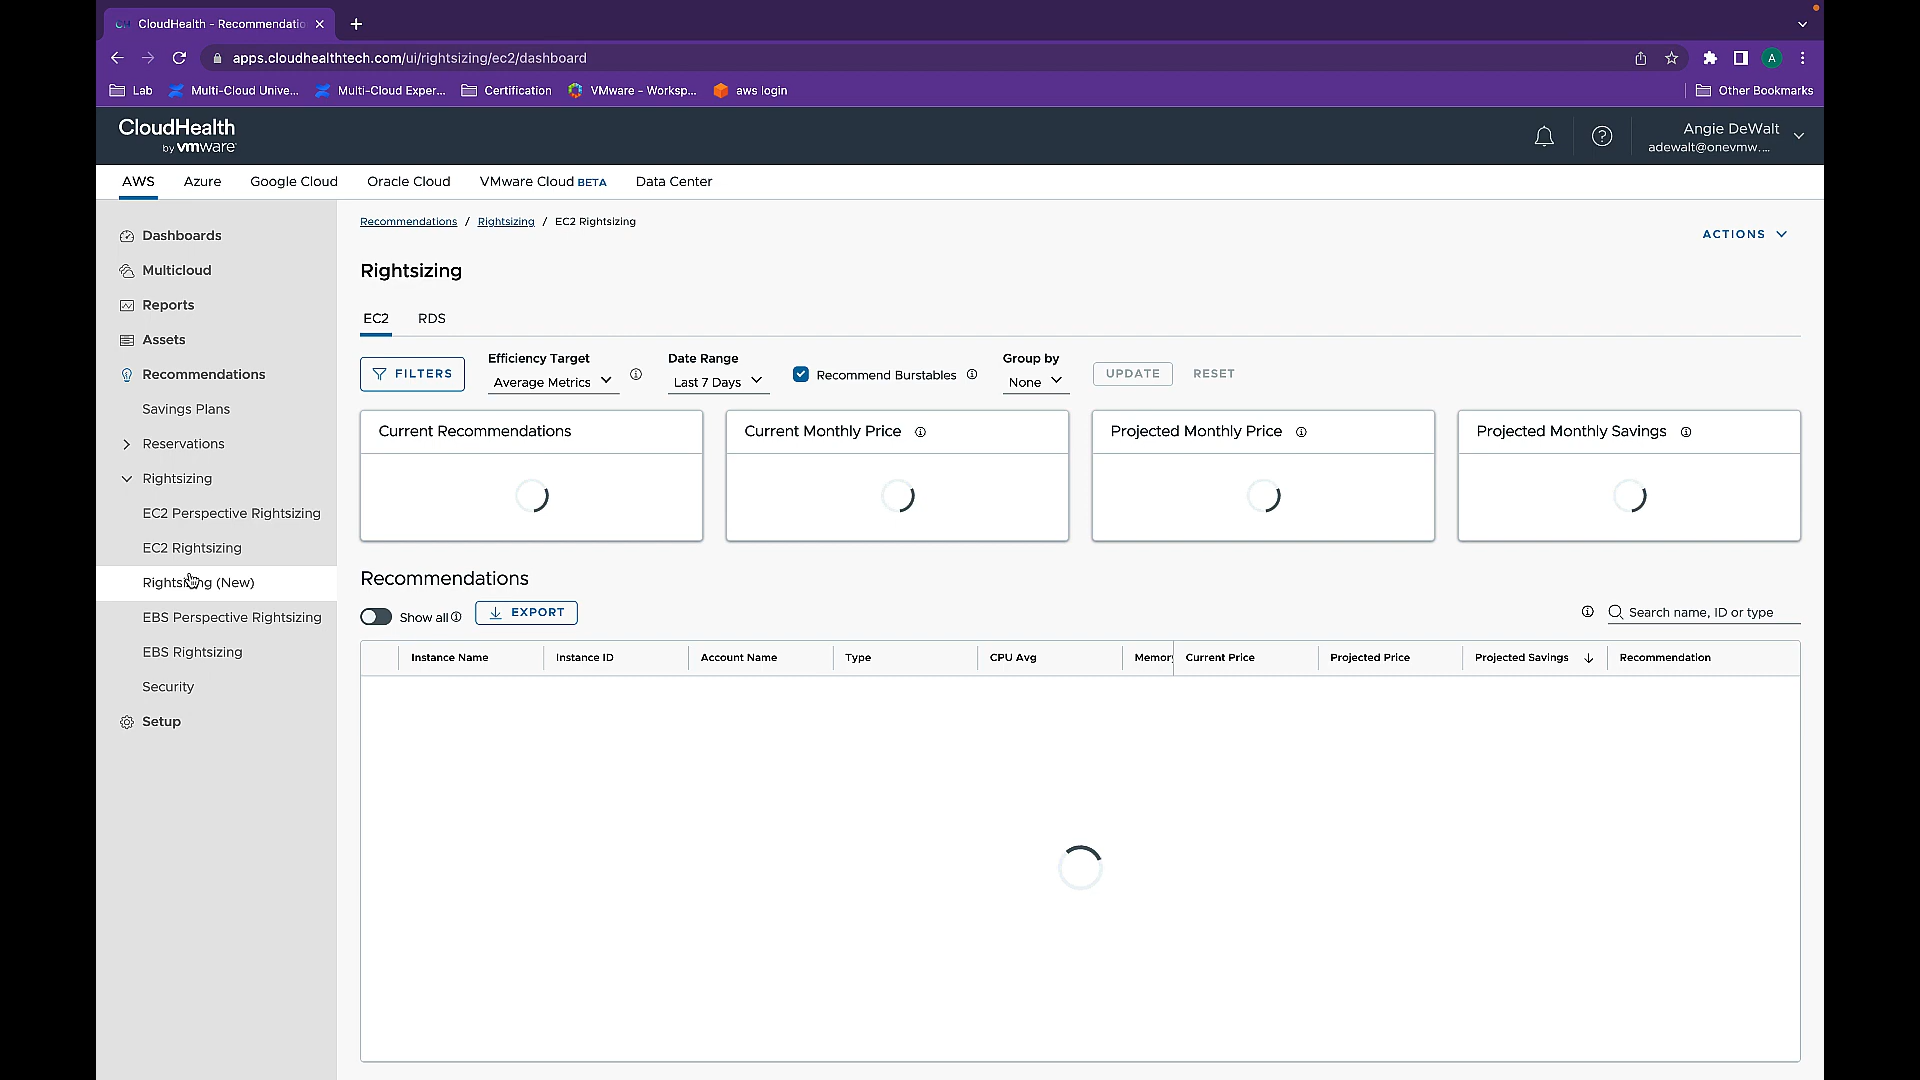 CloudHealth - Recommendatio
apps.cloudhealthtech.com/ui/rightsizing/ec2/dashboard
A
Lab
Multi-Cloud Unive...
Multi-Cloud Exper...
Certification
VMware - Worksp...
aws login
Other Bookmarks
CloudHealth
by vmware
Angie DeWalt
adewalt@onevmw....
AWS
Azure
Google Cloud
Oracle Cloud
VMware Cloud BETA
Data Center
Dashboards
Multicloud
Reports
Assets
Recommendations
Savings Plans
Reservations
Rightsizing
EC2 Perspective Rightsizing
EC2 Rightsizing
Rightsizing (New)
EBS Perspective Rightsizing
EBS Rightsizing
Security
Setup
Recommendations / Rightsizing / EC2 Rightsizing
ACTIONS
Rightsizing
EC2
RDS
FILTERS
Efficiency Target
Average Metrics
Date Range
Last 7 Days
Recommend Burstables
Group by
None
UPDATE
RESET
Current Recommendations
Current Monthly Price
Projected Monthly Price
Projected Monthly Savings
Recommendations
Show all
EXPORT
Search name, ID or type
Instance Name
Instance ID
Account Name
Type
CPU Avg
Memor
Current Price
Projected Price
Projected Savings
Recommendation